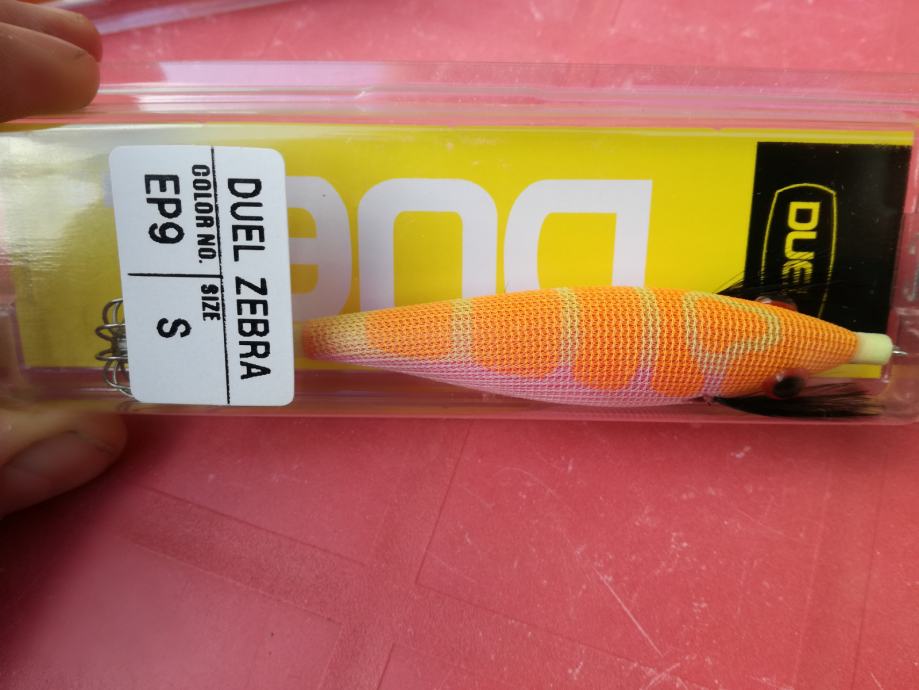 DUEL ZEBRA
COLOR NO.
SIZE
EP9
S
DUEL